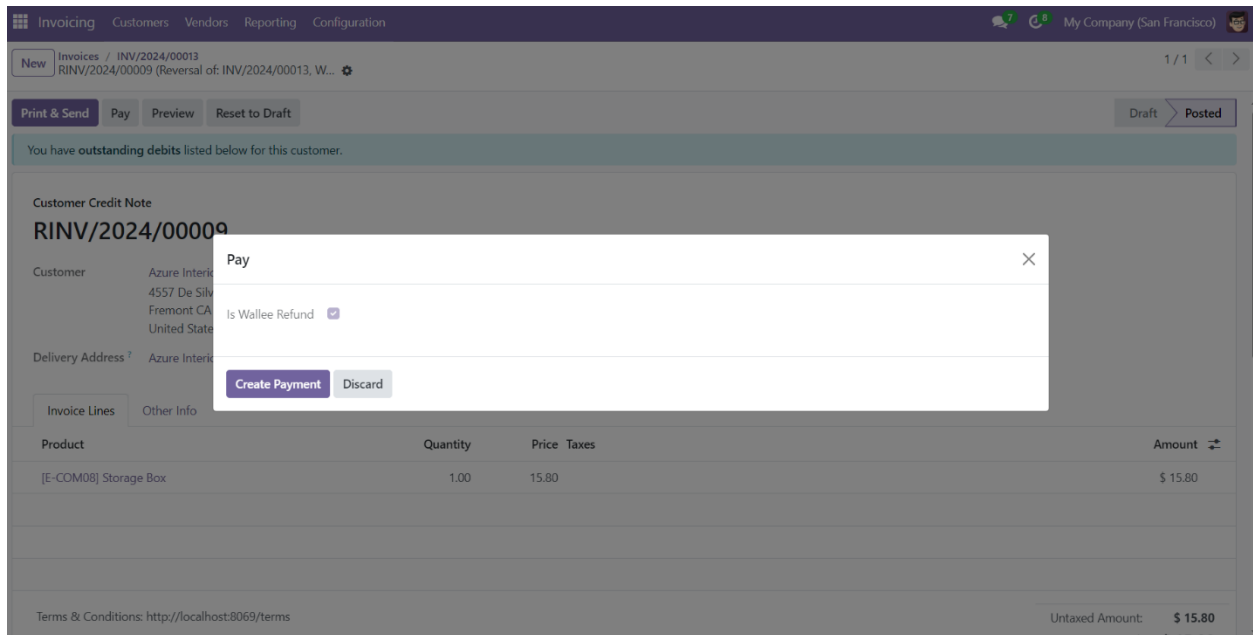 Invoicing Customers Vendors Reporting Configuration 7 8 My Company (San Francisco)
New Invoices / INV/2024/00013 1 / 1
RINV/2024/00009 (Reversal of: INV/2024/00013, W...
Print & Send Pay Preview Reset to Draft Draft Posted
You have outstanding debits listed below for this customer.
Customer Credit Note
RINV/2024/00009
Pay
Customer Azure Interic
4557 De Silv
Fremont CA
United State
Is Wallee Refund
Delivery Address ? Azure Interic
Create Payment Discard
Invoice Lines Other Info
Product Quantity Price Taxes Amount
[E-COM08] Storage Box 1.00 15.80 $ 15.80
Terms & Conditions: http://localhost:8069/terms Untaxed Amount: $ 15.80